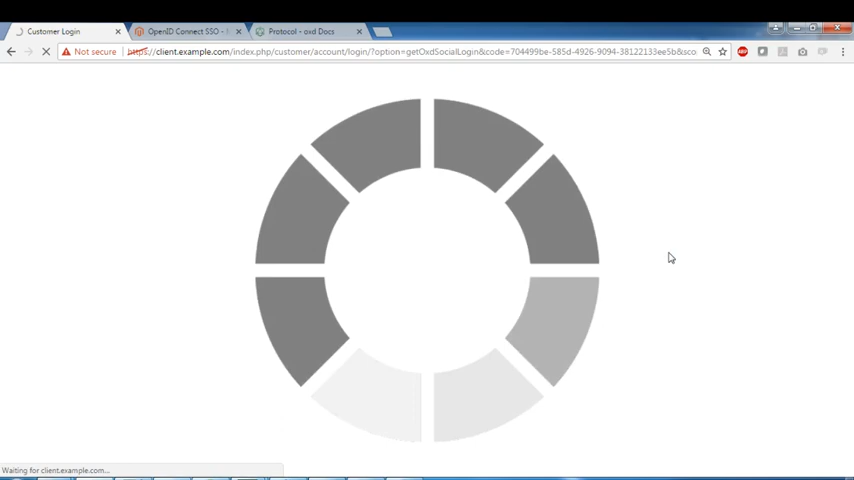 Customer Login
OpenID Connect SSO - M
Protocol - oxd Docs
Not secure
https://client.example.com/index.php/customer/account/login/?option=getOxdSocialLogin&code=704499be-585d-4926-9094-38122133ee5b&sco
ABP
Waiting for client.example.com...